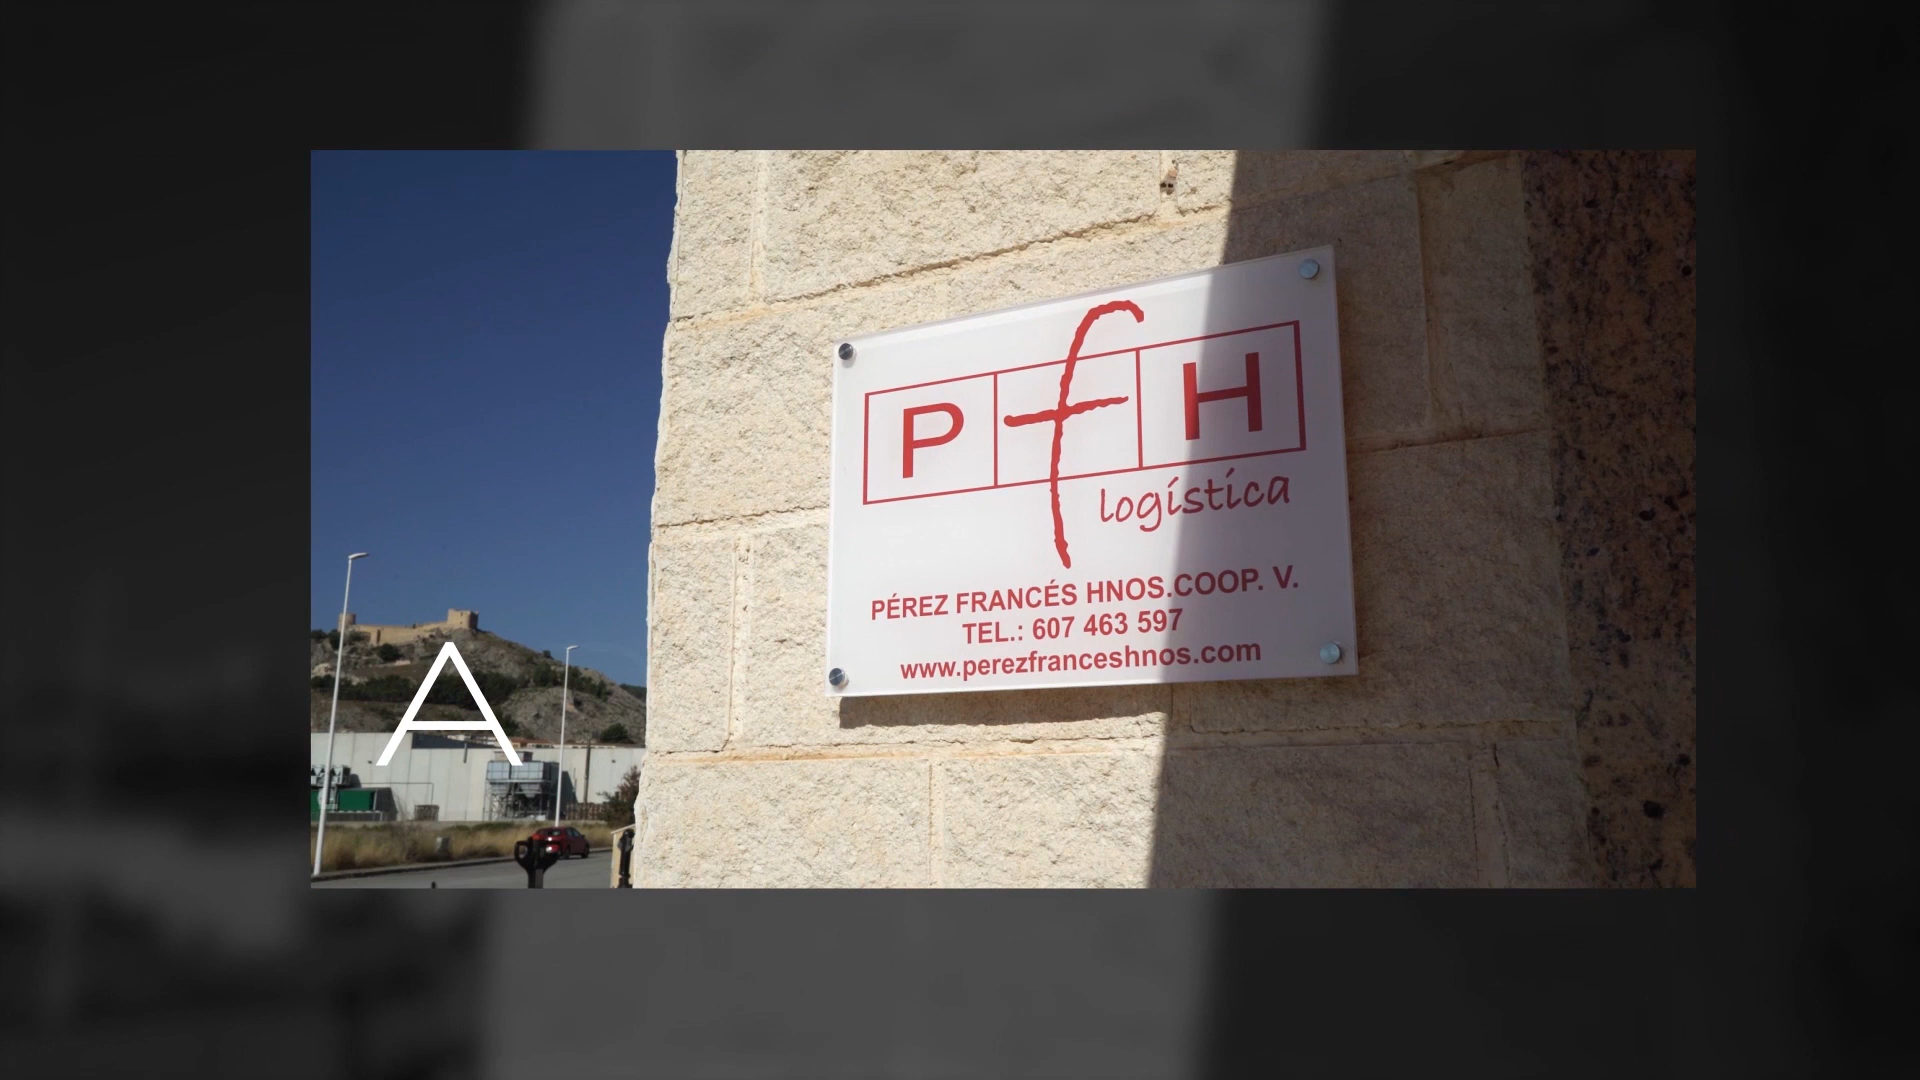 P f H
logística
PÉREZ FRANCÉS HNOS.COOP. V.
TEL.: 607 463 597
www.perezfranceshnos.com
A